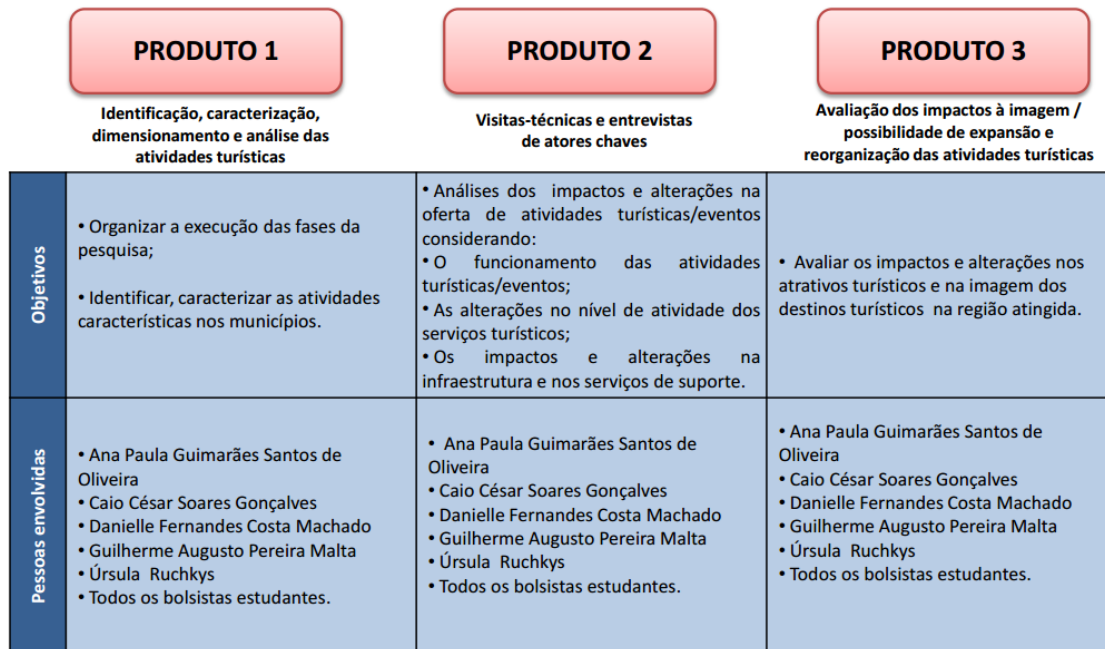 PRODUTO 1
PRODUTO 2
PRODUTO 3
Identificação, caracterização,
dimensionamento e análise das
atividades turísticas
Visitas-técnicas e entrevistas
de atores chaves
Avaliação dos impactos à imagem /
possibilidade de expansão e
reorganização das atividades turísticas
Objetivos
• Organizar a execução das fases da
pesquisa;
• Identificar, caracterizar as atividades
características nos municípios.
• Análises dos impactos e alterações na
oferta de atividades turísticas/eventos
considerando:
• O funcionamento das atividades
turísticas/eventos;
• As alterações no nível de atividade dos
serviços turísticos;
• Os impactos e alterações na
infraestrutura e nos serviços de suporte.
• Avaliar os impactos e alterações nos
atrativos turísticos e na imagem dos
destinos turísticos na região atingida.
Pessoas envolvidas
• Ana Paula Guimarães Santos de
Oliveira
• Caio César Soares Gonçalves
• Danielle Fernandes Costa Machado
• Guilherme Augusto Pereira Malta
• Úrsula Ruchkys
• Todos os bolsistas estudantes.
• Ana Paula Guimarães Santos de
Oliveira
• Caio César Soares Gonçalves
• Danielle Fernandes Costa Machado
• Guilherme Augusto Pereira Malta
• Úrsula Ruchkys
• Todos os bolsistas estudantes.
• Ana Paula Guimarães Santos de
Oliveira
• Caio César Soares Gonçalves
• Danielle Fernandes Costa Machado
• Guilherme Augusto Pereira Malta
• Úrsula Ruchkys
• Todos os bolsistas estudantes.